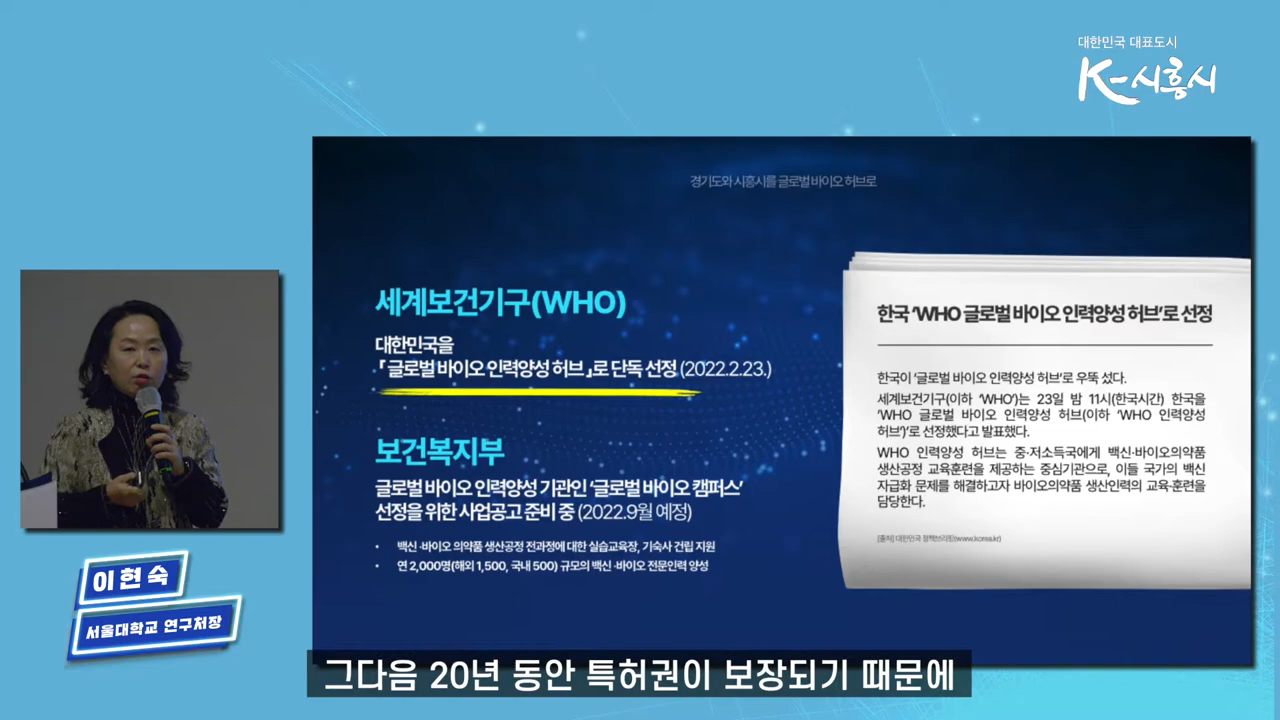 대한민국 대표도시
K-시흥시
경기도와 시흥시를 글로벌 바이오 허브로
세계보건기구(WHO)
대한민국을
「글로벌 바이오 인력양성 허브」로 단독 선정 (2022.2.23.)
보건복지부
글로벌 바이오 인력양성 기관인 ‘글로벌 바이오 캠퍼스’
선정을 위한 사업공고 준비 중 (2022.9월 예정)
• 백신·바이오 의약품 생산공정 전과정에 대한 실습교육장, 기숙사 건립 지원
• 연 2,000명(해외 1,500, 국내 500) 규모의 백신·바이오 전문인력 양성
한국 ‘WHO 글로벌 바이오 인력양성 허브’로 선정
한국이 ‘글로벌 바이오 인력양성 허브’로 우뚝 섰다.
세계보건기구(이하 ‘WHO’)는 23일 밤 11시(한국시간) 한국을
‘WHO 글로벌 바이오 인력양성 허브(이하 ‘WHO 인력양성
허브’)’로 선정했다고 발표했다.
WHO 인력양성 허브는 중·저소득국에게 백신·바이오의약품
생산공정 교육훈련을 제공하는 중심기관으로, 이들 국가의 백신
자급화 문제를 해결하고자 바이오의약품 생산인력의 교육·훈련을
담당한다.
[출처] 대한민국 정책브리핑(www.korea.kr)
이현숙
서울대학교 연구처장
그다음 20년 동안 특허권이 보장되기 때문에